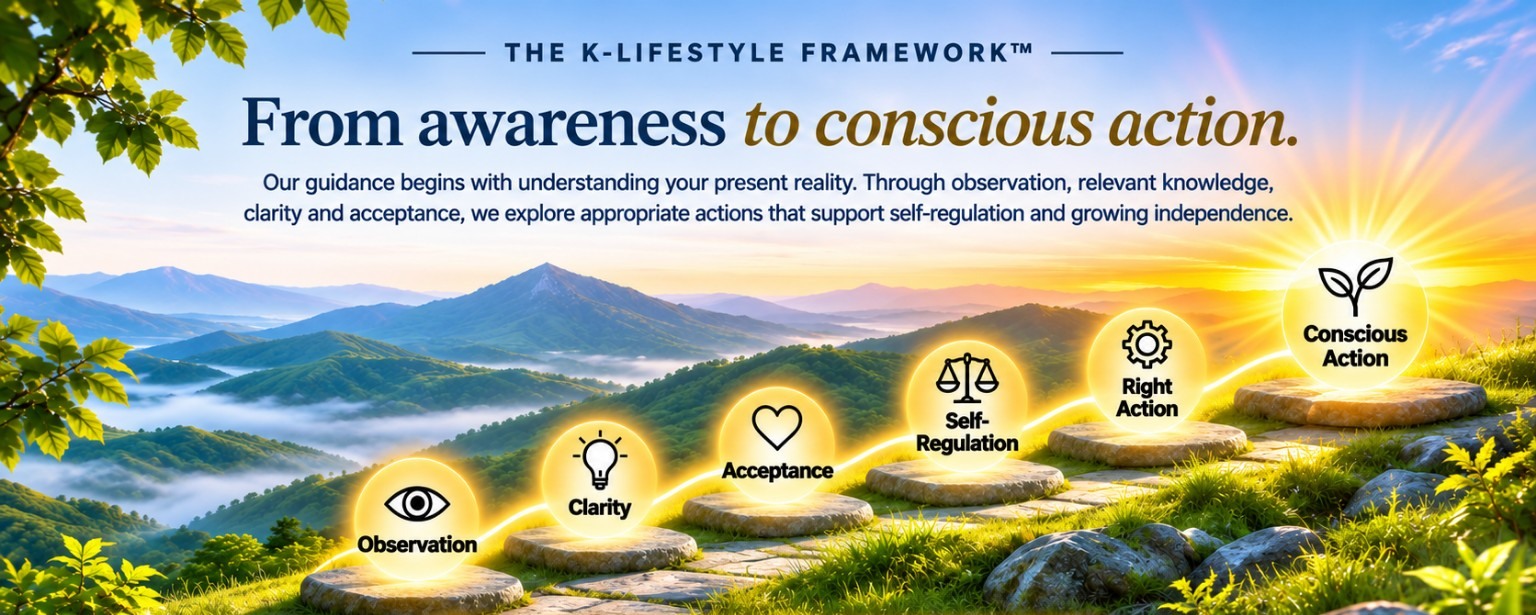 THE K-LIFESTYLE FRAMEWORK™
From awareness to conscious action.
Our guidance begins with understanding your present reality. Through observation, relevant knowledge,
clarity and acceptance, we explore appropriate actions that support self-regulation and growing independence.
Observation
Clarity
Acceptance
Self-
Regulation
Right
Action
Conscious
Action